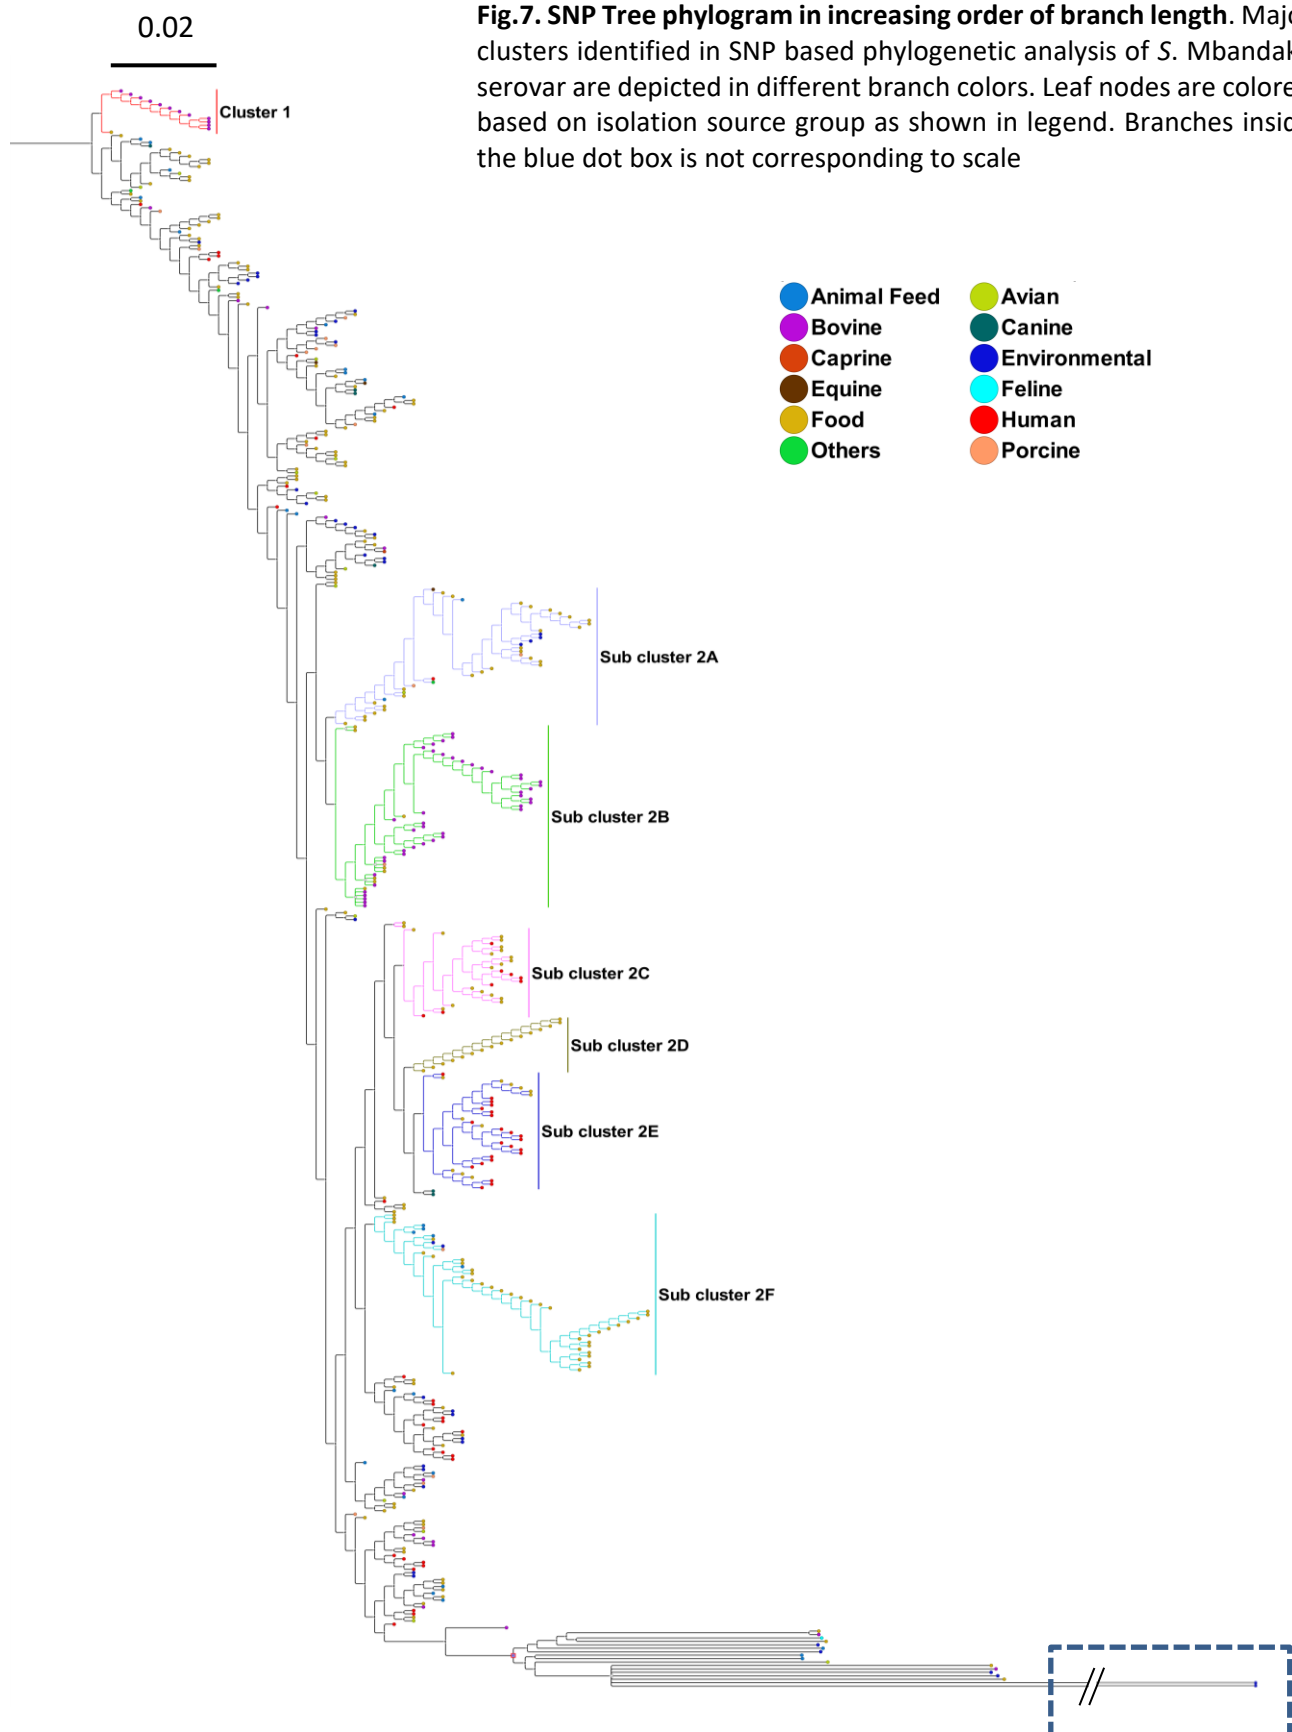 0.02
Fig.7. SNP Tree phylogram in increasing order of branch length. Majo
clusters identified in SNP based phylogenetic analysis of S. Mbandak
serovar are depicted in different branch colors. Leaf nodes are colore
based on isolation source group as shown in legend. Branches insid
the blue dot box is not corresponding to scale
Cluster 1
Animal Feed
Avian
Bovine
Canine
Caprine
Environmental
Equine
Feline
Food
Human
Others
Porcine
Sub cluster 2A
Sub cluster 2B
Sub cluster 2C
Sub cluster 2D
Sub cluster 2E
Sub cluster 2F